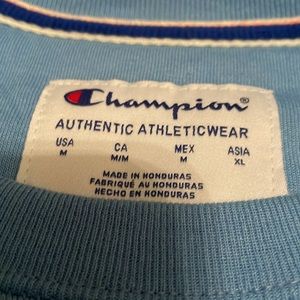 Champion
AUTHENTIC ATHLETICWEAR
USA CA MEX ASIA
M M/M M XL
MADE IN HONDURAS
FABRIQUÉ AU HONDURAS
HECHO EN HONDURAS